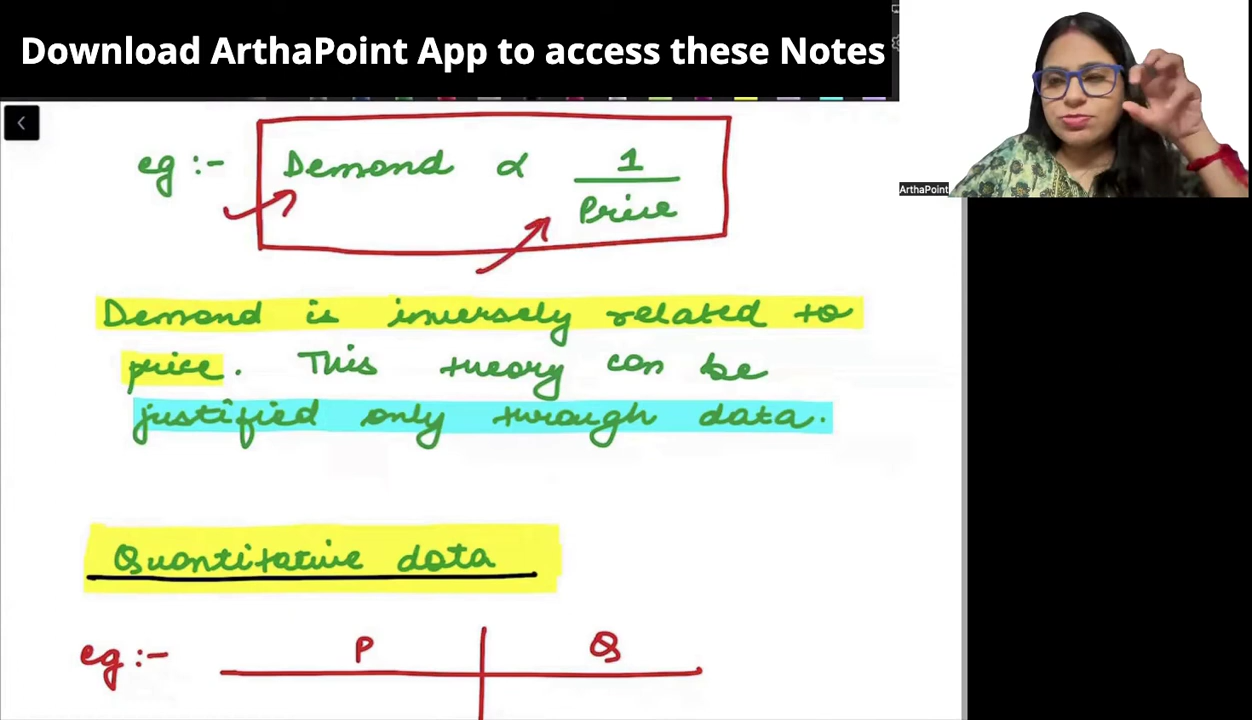 Download ArthaPoint App to access these Notes
ArthaPoint
eg :- Demand ∝ 1
Price
Demand is inversely related to
price. This theory can be
justified only through data.
Quantitative data
eg :- P Q